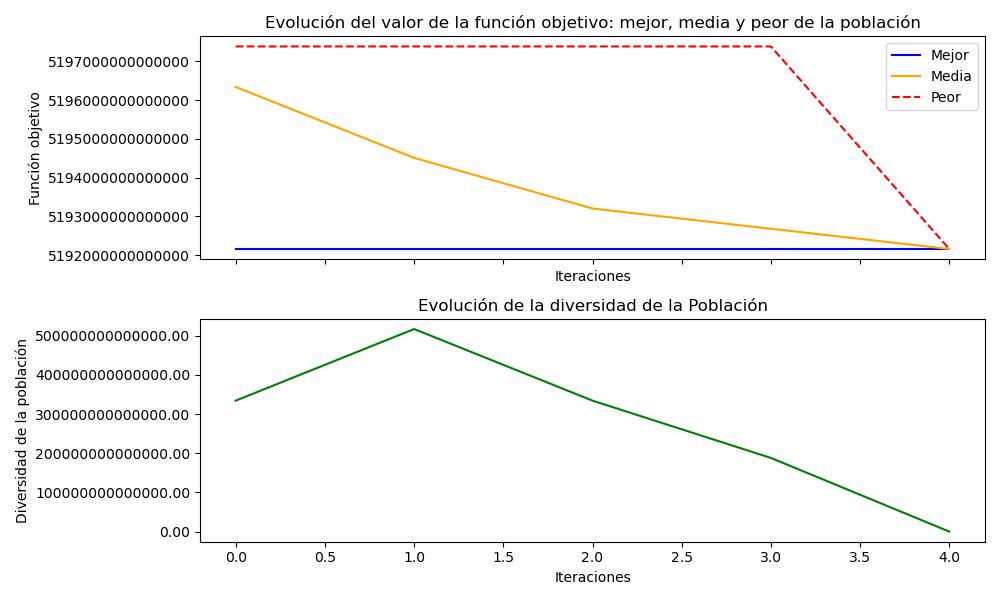 Evolución del valor de la función objetivo: mejor, media y peor de la población
5197000000000000
5196000000000000
5195000000000000
5194000000000000
5193000000000000
5192000000000000
Función objetivo
Mejor
Media
Peor
Iteraciones
Evolución de la diversidad de la Población
500000000000000.00
400000000000000.00
300000000000000.00
200000000000000.00
100000000000000.00
0.00
Diversidad de la población
0.0 0.5 1.0 1.5 2.0 2.5 3.0 3.5 4.0
Iteraciones